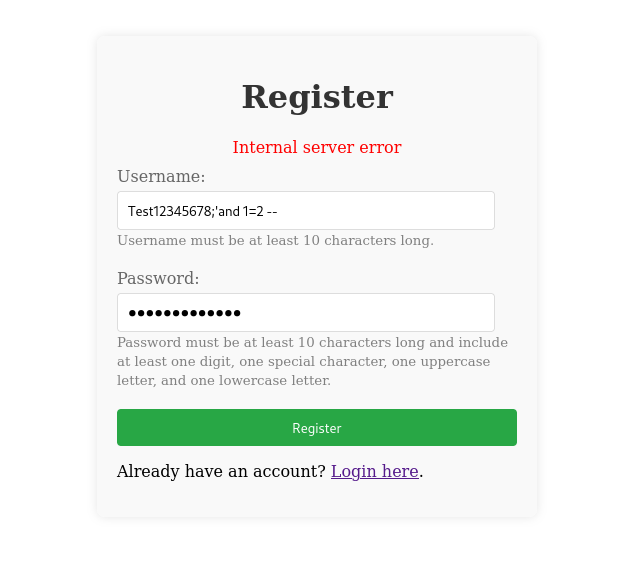 Register
Internal server error
Username:
Test12345678;'and 1=2 --
Username must be at least 10 characters long.
Password:
●●●●●●●●●●●●●
Password must be at least 10 characters long and include
at least one digit, one special character, one uppercase
letter, and one lowercase letter.
Register
Already have an account? Login here.